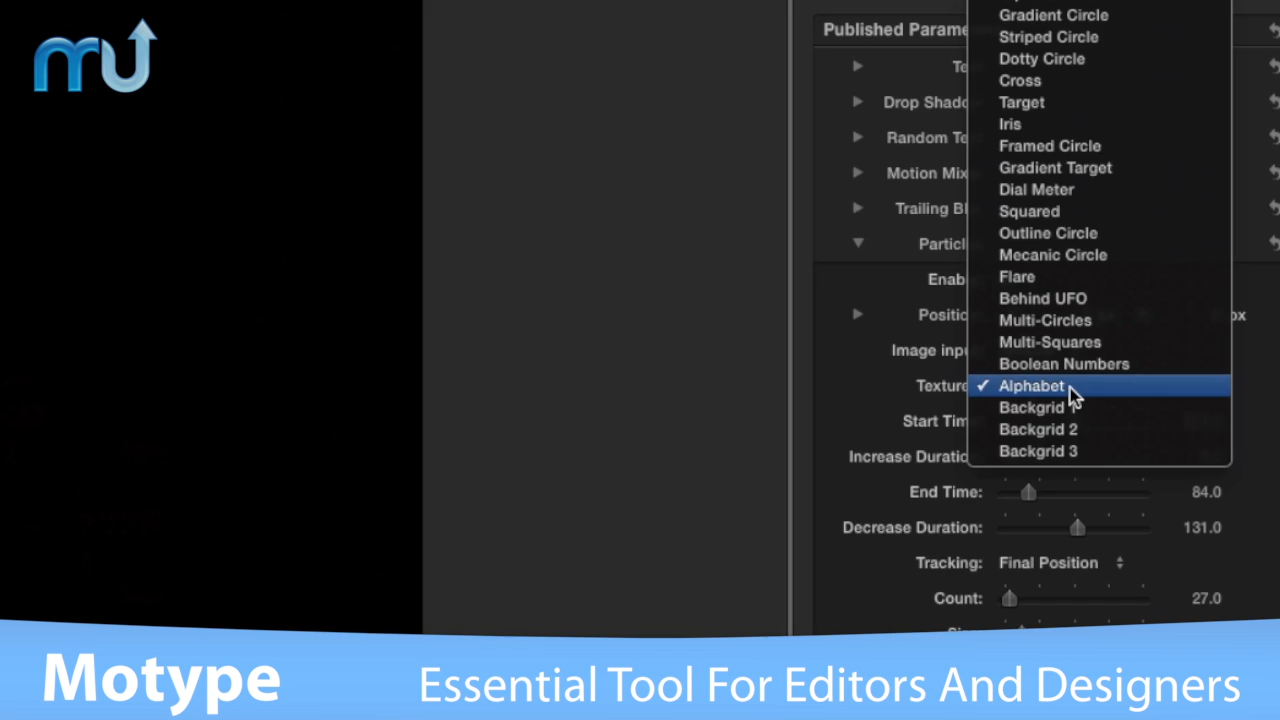 mu
Gradient Circle
Published Parame
Striped Circle
Dotty Circle
Te
Cross
Drop Shado
Target
Iris
Random Te
Framed Circle
Motion Mix
Gradient Target
Dial Meter
Trailing Bl
Squared
Outline Circle
Particl
Mecanic Circle
Enab
Flare
Behind UFO
Positio
px
Multi-Circles
Image inpu
Multi-Squares
Boolean Numbers
Texture
✓ Alphabet
Backgrid 1
Start Tim
Backgrid 2
Increase Duratio
Backgrid 3
End Time: 84.0
Decrease Duration: 131.0
Tracking: Final Position
Count: 27.0
Motype Essential Tool For Editors And Designers